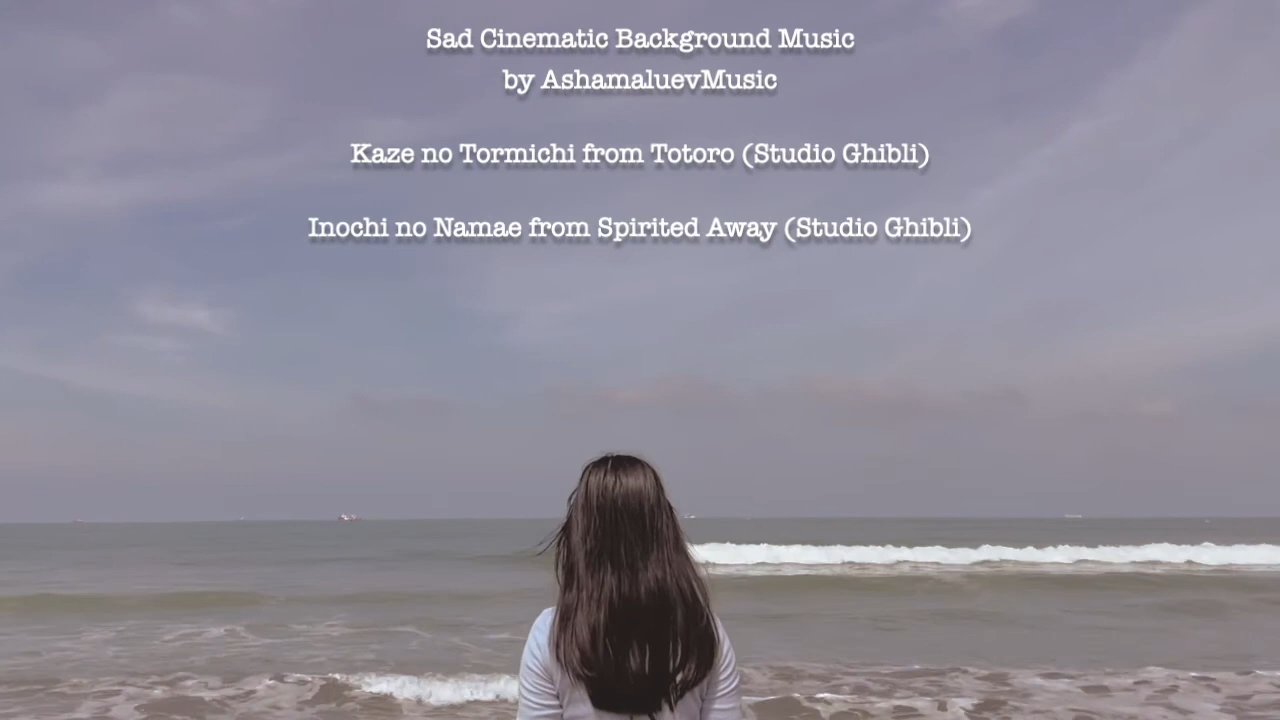 Sad Cinematic Background Music
by AshamaluevMusic
Kaze no Tormichi from Totoro (Studio Ghibli)
Inochi no Namae from Spirited Away (Studio Ghibli)